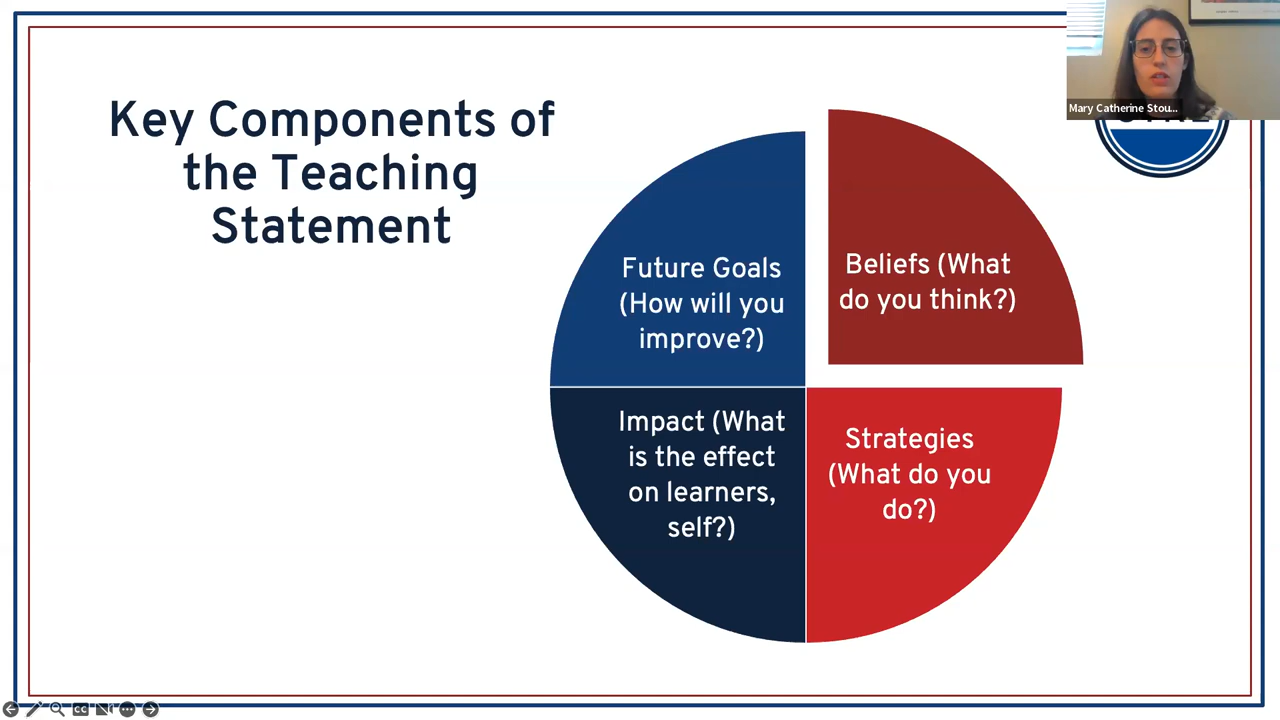 Key Components of
the Teaching
Statement
Mary Catherine Stou...
Future Goals
(How will you
improve?)
Beliefs (What
do you think?)
Impact (What
is the effect
on learners,
self?)
Strategies
(What do you
do?)
CC